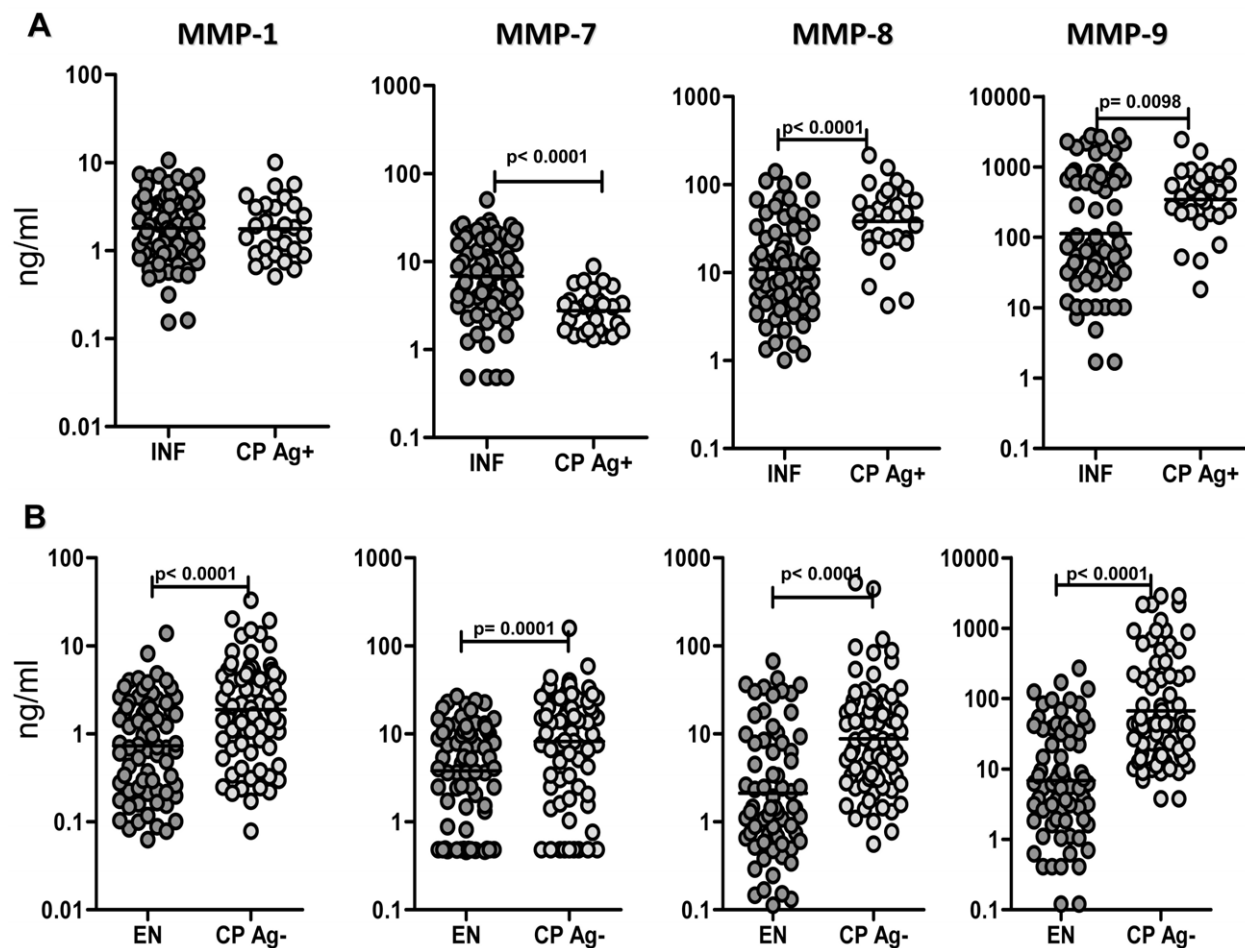 A
MMP-1
MMP-7
MMP-8
MMP-9
ng/ml
100
10
1
0.1
0.01
INF
CP Ag+
1000
100
10
1
0.1
p< 0.0001
INF
CP Ag+
1000
100
10
1
0.1
p< 0.0001
INF
CP Ag+
10000
1000
100
10
1
0.1
p= 0.0098
INF
CP Ag+
B
ng/ml
100
10
1
0.1
0.01
p< 0.0001
EN
CP Ag-
1000
100
10
1
0.1
p= 0.0001
EN
CP Ag-
1000
100
10
1
0.1
p< 0.0001
EN
CP Ag-
10000
1000
100
10
1
0.1
p< 0.0001
EN
CP Ag-